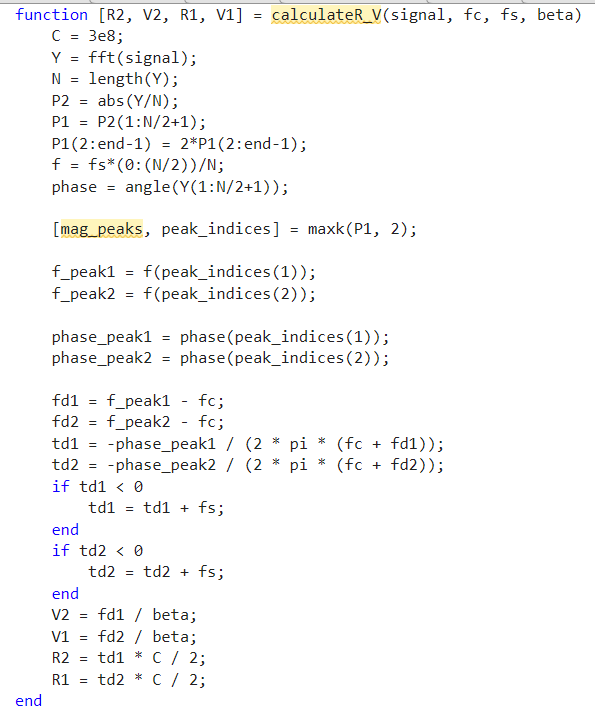 function [R2, V2, R1, V1] = calculateR_V(signal, fc, fs, beta)
    C = 3e8;
    Y = fft(signal);
    N = length(Y);
    P2 = abs(Y/N);
    P1 = P2(1:N/2+1);
    P1(2:end-1) = 2*P1(2:end-1);
    f = fs*(0:(N/2))/N;
    phase = angle(Y(1:N/2+1));

    [mag_peaks, peak_indices] = maxk(P1, 2);

    f_peak1 = f(peak_indices(1));
    f_peak2 = f(peak_indices(2));

    phase_peak1 = phase(peak_indices(1));
    phase_peak2 = phase(peak_indices(2));

    fd1 = f_peak1 - fc;
    fd2 = f_peak2 - fc;
    td1 = -phase_peak1 / (2 * pi * (fc + fd1));
    td2 = -phase_peak2 / (2 * pi * (fc + fd2));
    if td1 < 0
        td1 = td1 + fs;
    end
    if td2 < 0
        td2 = td2 + fs;
    end
    V2 = fd1 / beta;
    V1 = fd2 / beta;
    R2 = td1 * C / 2;
    R1 = td2 * C / 2;
end